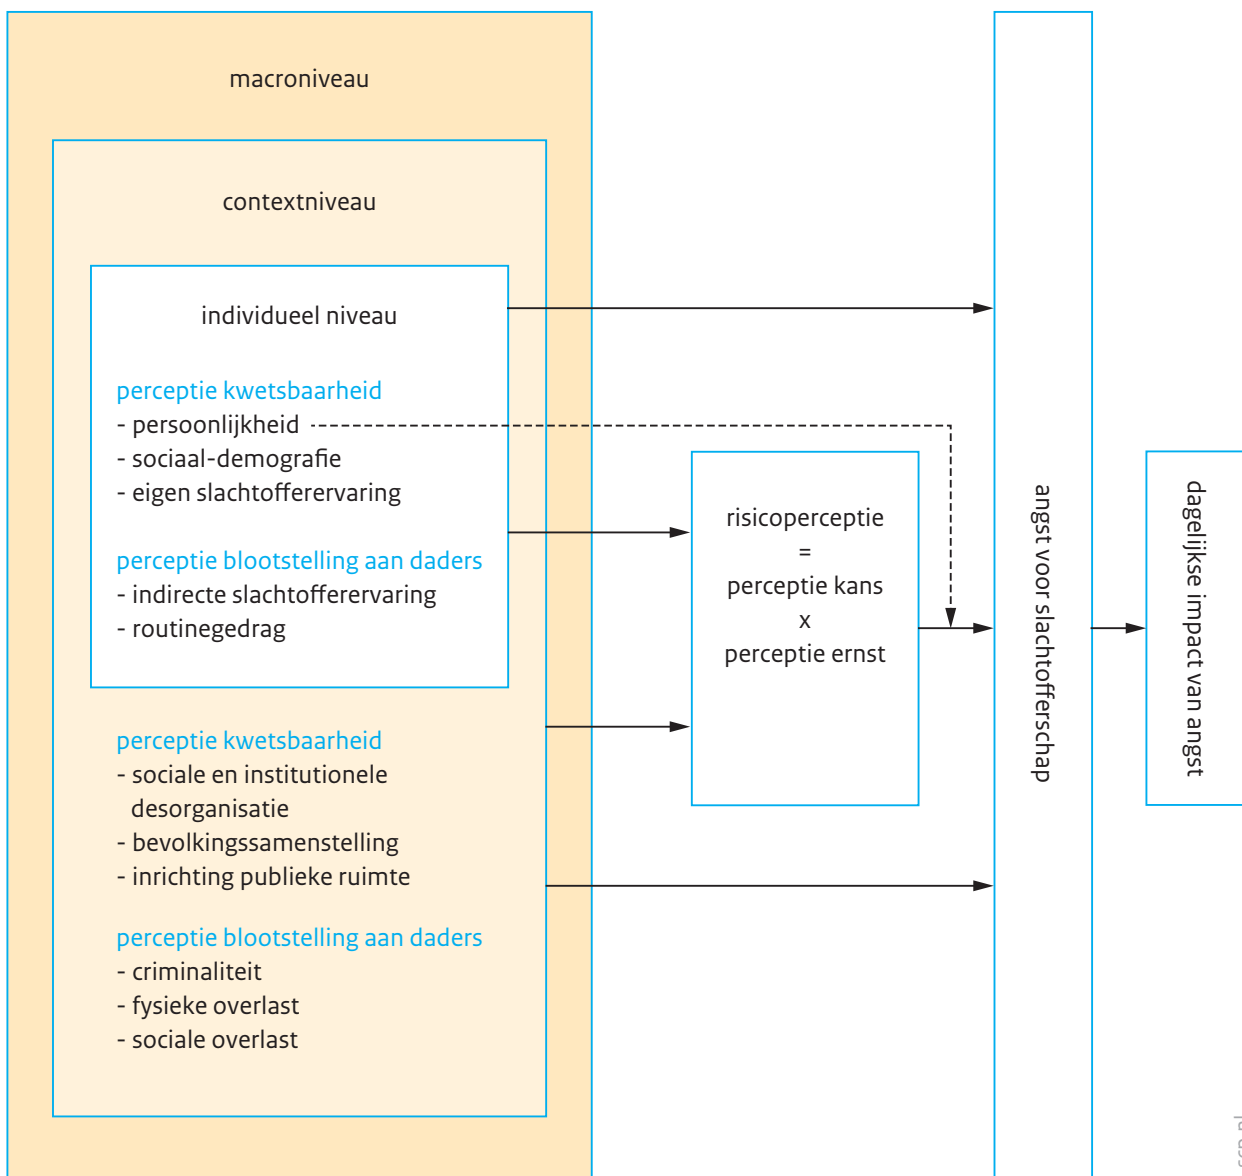 macroniveau
contextniveau
individueel niveau
perceptie kwetsbaarheid
- persoonlijkheid
- sociaal-demografie
- eigen slachtofferervaring
perceptie blootstelling aan daders
- indirecte slachtofferervaring
- routinegedrag
perceptie kwetsbaarheid
- sociale en institutionele
desorganisatie
- bevolkingssamenstelling
- inrichting publieke ruimte
perceptie blootstelling aan daders
- criminaliteit
- fysieke overlast
- sociale overlast
risicoperceptie
=
perceptie kans
x
perceptie ernst
angst voor slachtofferschap
dagelijkse impact van angst